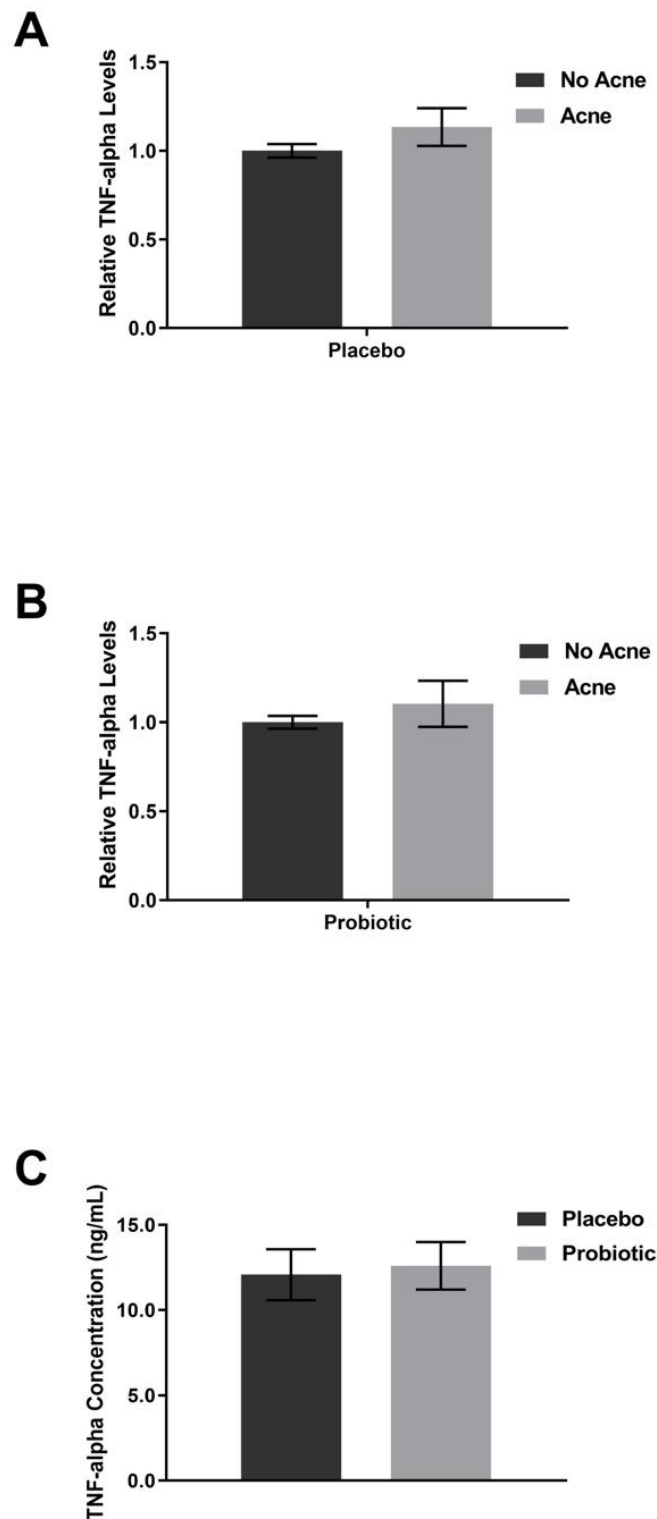 A
Relative TNF-alpha Levels
1.5
1.0
0.5
0.0
Placebo
No Acne
Acne
B
Relative TNF-alpha Levels
1.5
1.0
0.5
0.0
Probiotic
No Acne
Acne
C
TNF-alpha Concentration (ng/mL)
15.0
10.0
5.0
0.0
Placebo
Probiotic